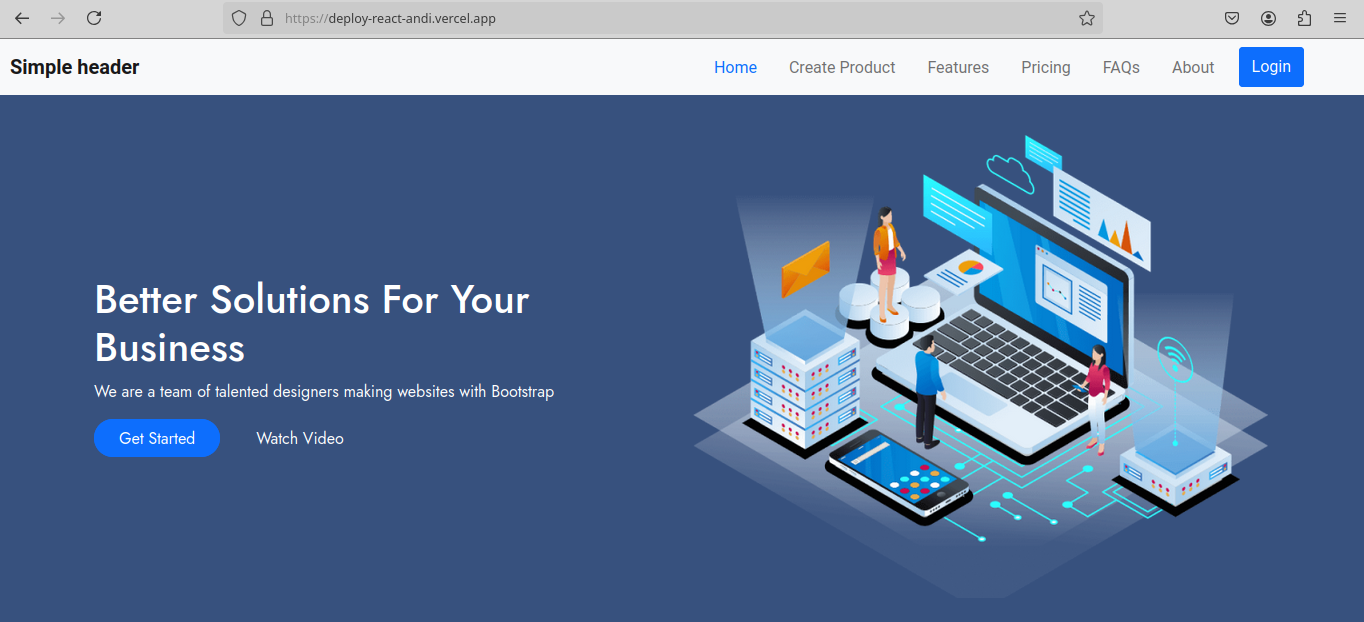 https://deploy-react-andi.vercel.app
Simple header
Home
Create Product
Features
Pricing
FAQs
About
Login
Better Solutions For Your
Business
We are a team of talented designers making websites with Bootstrap
Get Started
Watch Video